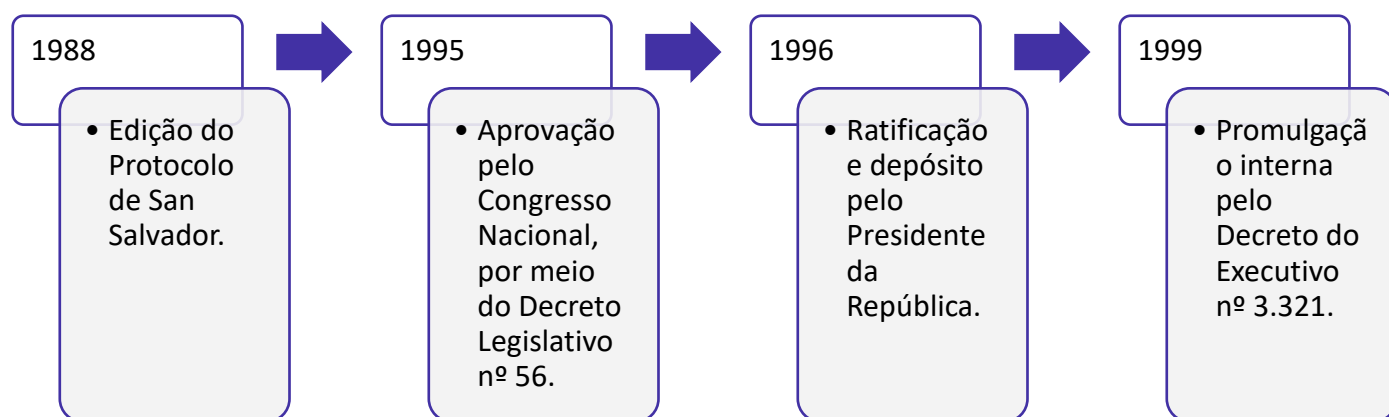 1988
• Edição do
Protocolo
de San
Salvador.
1995
• Aprovação
pelo
Congresso
Nacional,
por meio
do Decreto
Legislativo
nº 56.
1996
• Ratificação
e depósito
pelo
Presidente
da
República.
1999
• Promulgaçã
o interna
pelo
Decreto do
Executivo
nº 3.321.